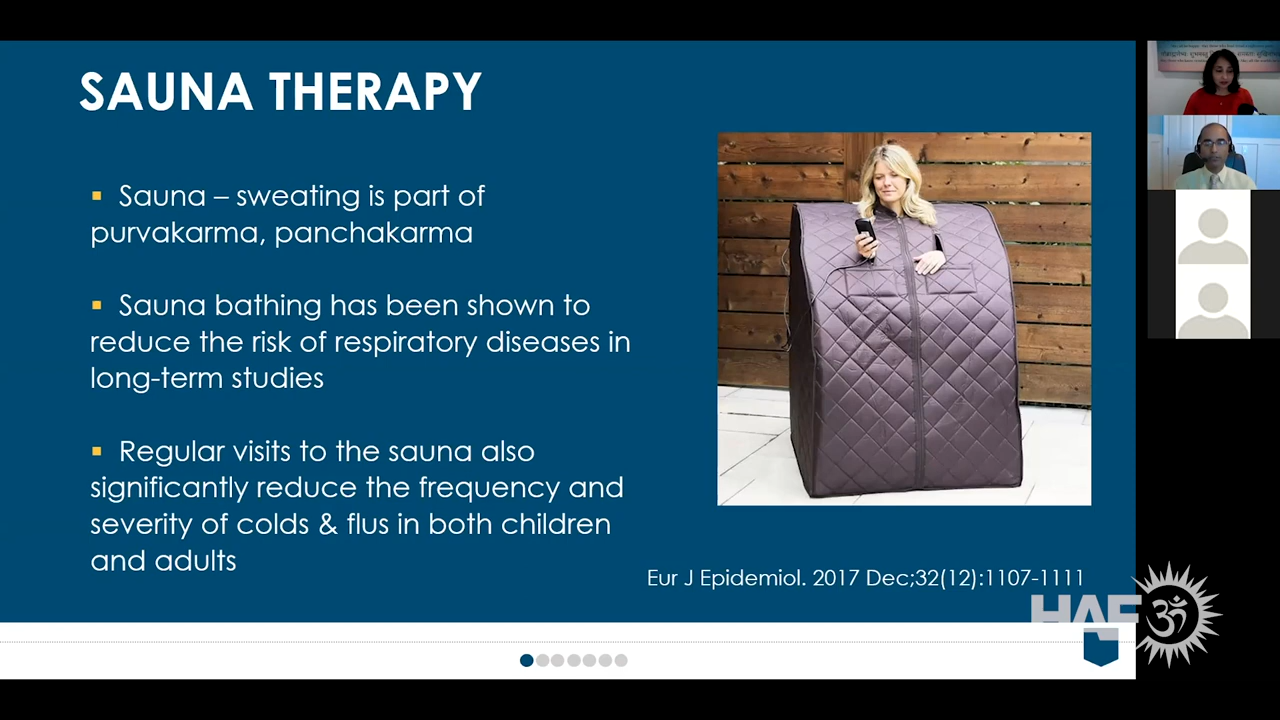 SAUNA THERAPY
▪ Sauna – sweating is part of
purvakarma, panchakarma
▪ Sauna bathing has been shown to
reduce the risk of respiratory diseases in
long-term studies
▪ Regular visits to the sauna also
significantly reduce the frequency and
severity of colds & flus in both children
and adults
Eur J Epidemiol. 2017 Dec;32(12):1107-1111
HAF
ॐ